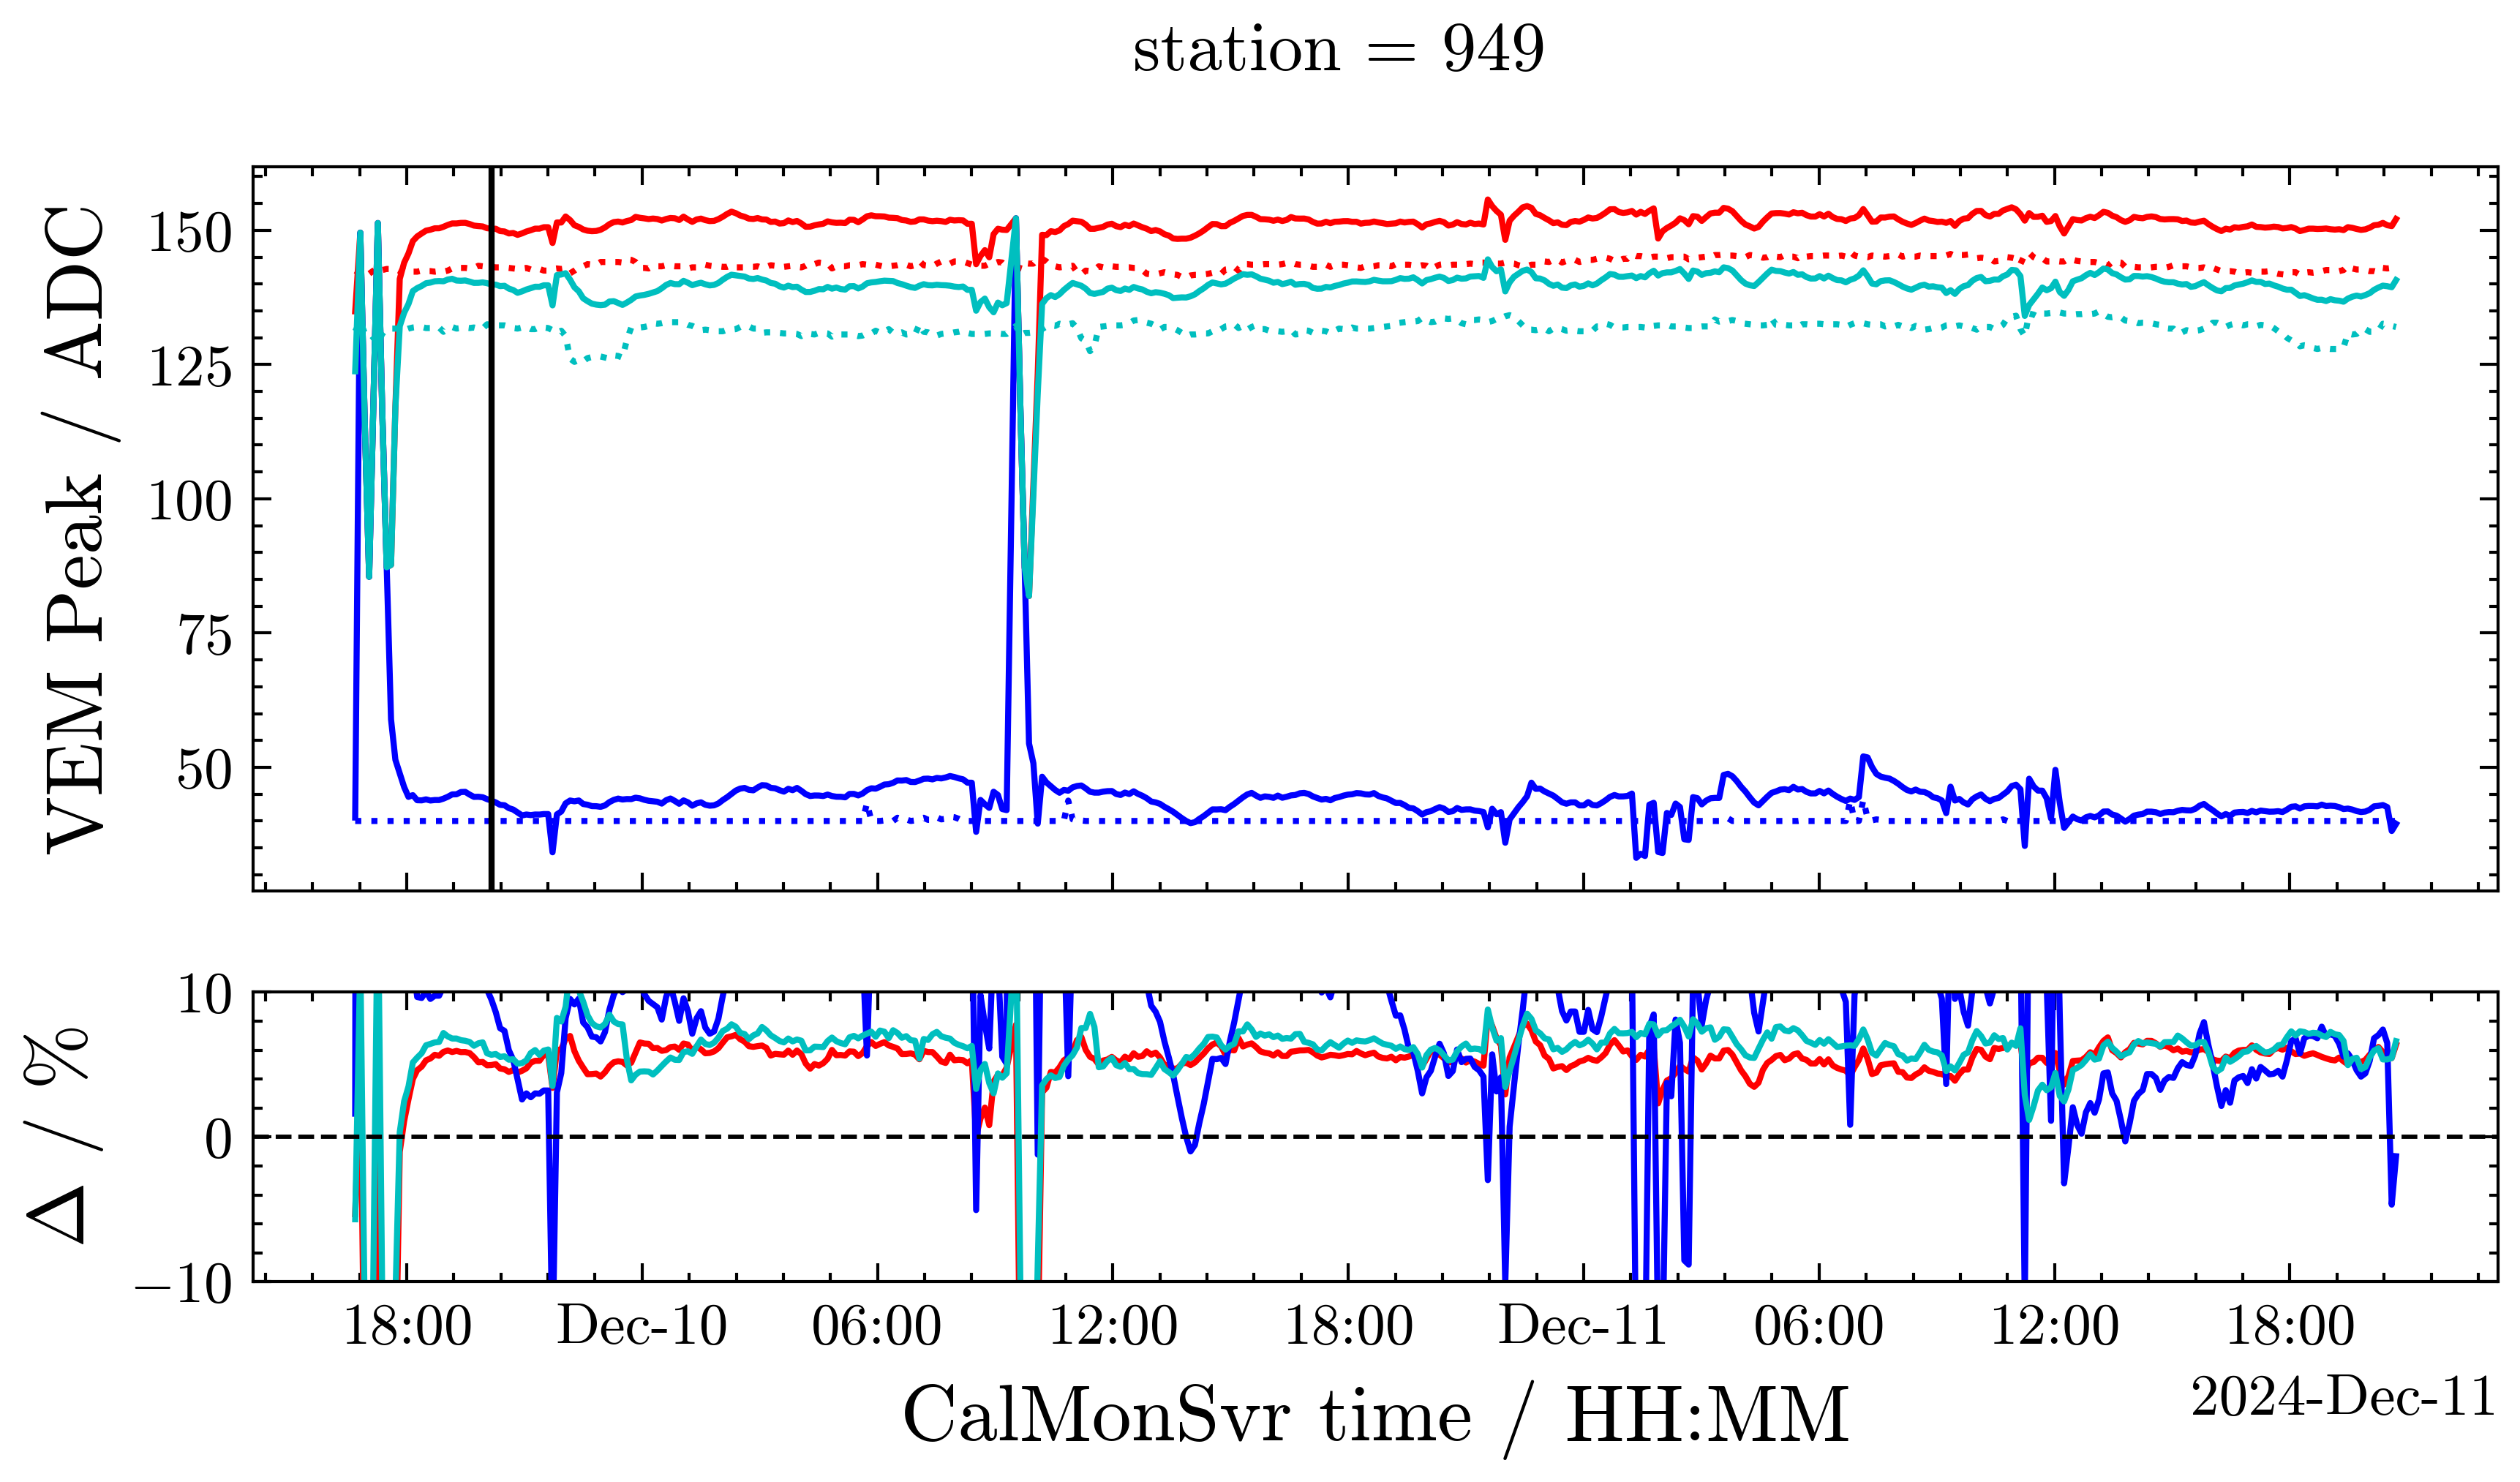 station = 949
VEM Peak / ADC
150
125
100
75
50
Δ / %
10
0
−10
18:00 Dec-10 06:00 12:00 18:00 Dec-11 06:00 12:00 18:00
2024-Dec-11
CalMonSvr time / HH:MM